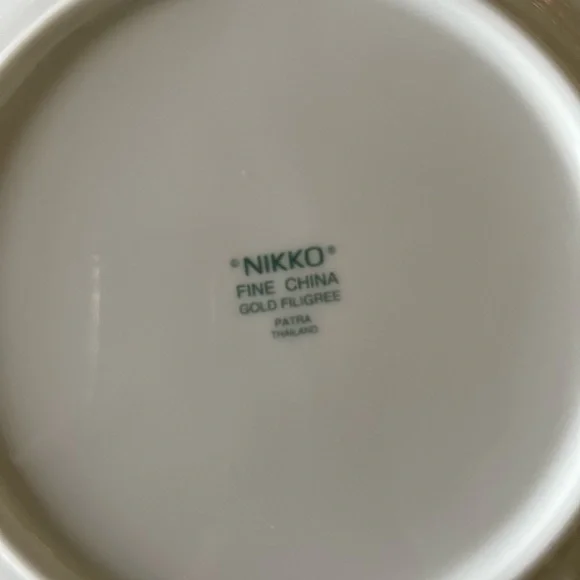 "NIKKO"
FINE CHINA
GOLD FILIGREE
PATRA
THAILAND